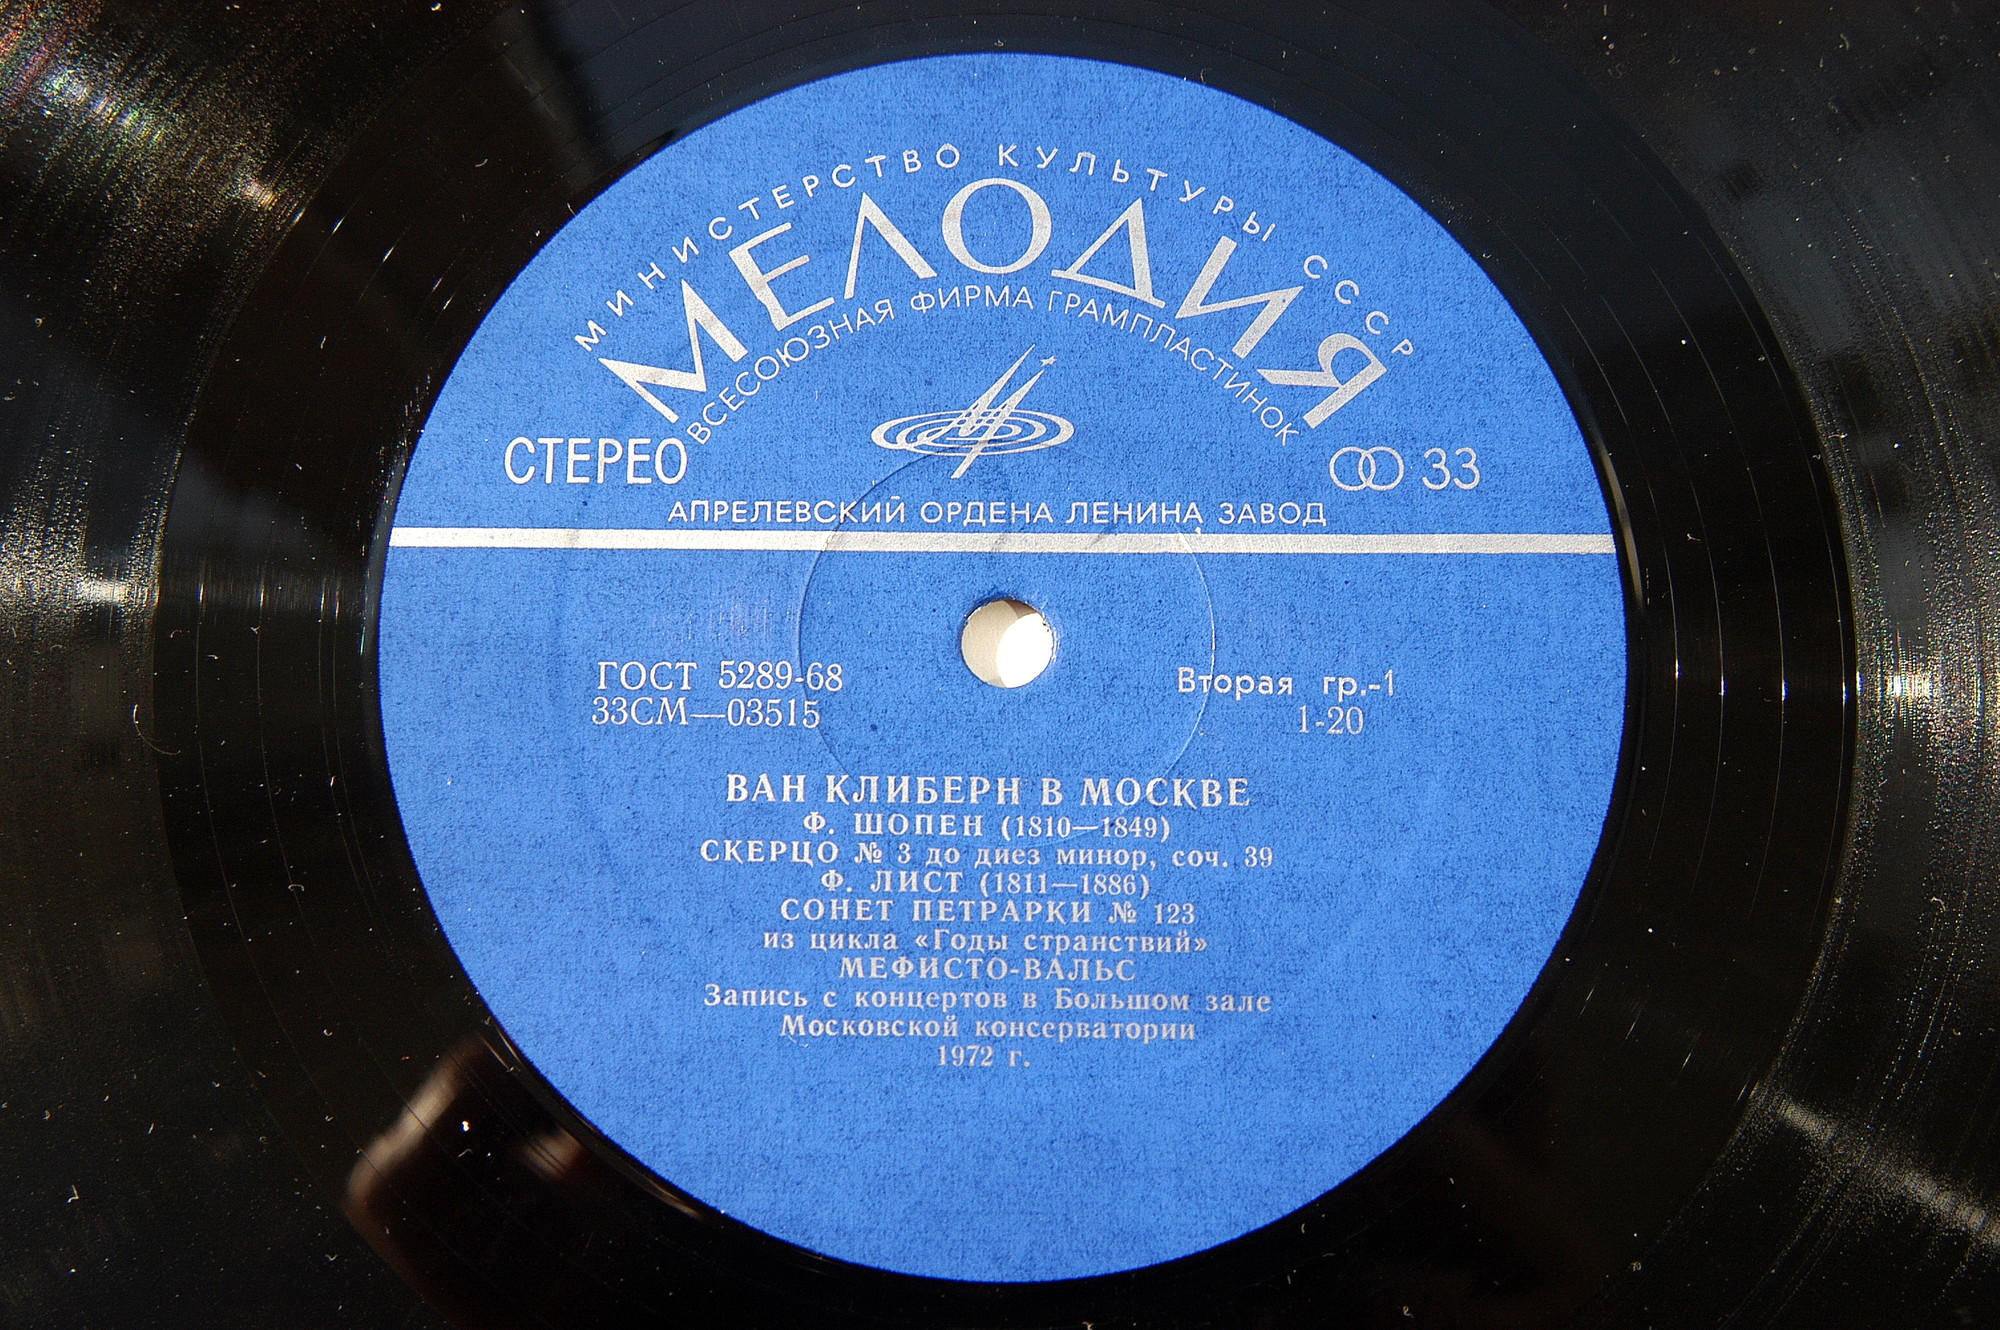 МИНИСТЕРСТВО КУЛЬТУРЫ СССР
МЕЛОДИЯ
ВСЕСОЮЗНАЯ ФИРМА ГРАМПЛАСТИНОК
СТЕРЕО
33
АПРЕЛЕВСКИЙ ОРДЕНА ЛЕНИНА ЗАВОД
ГОСТ 5289-68
33СМ—03515
Вторая гр.-1
1-20
ВАН КЛИБЕРН В МОСКВЕ
Ф. ШОПЕН (1810—1849)
СКЕРЦО № 3 до диез минор, соч. 39
Ф. ЛИСТ (1811—1886)
СОНЕТ ПЕТРАРКИ № 123
из цикла «Годы странствий»
МЕФИСТО-ВАЛЬС
Запись с концертов в Большом зале
Московской консерватории
1972 г.